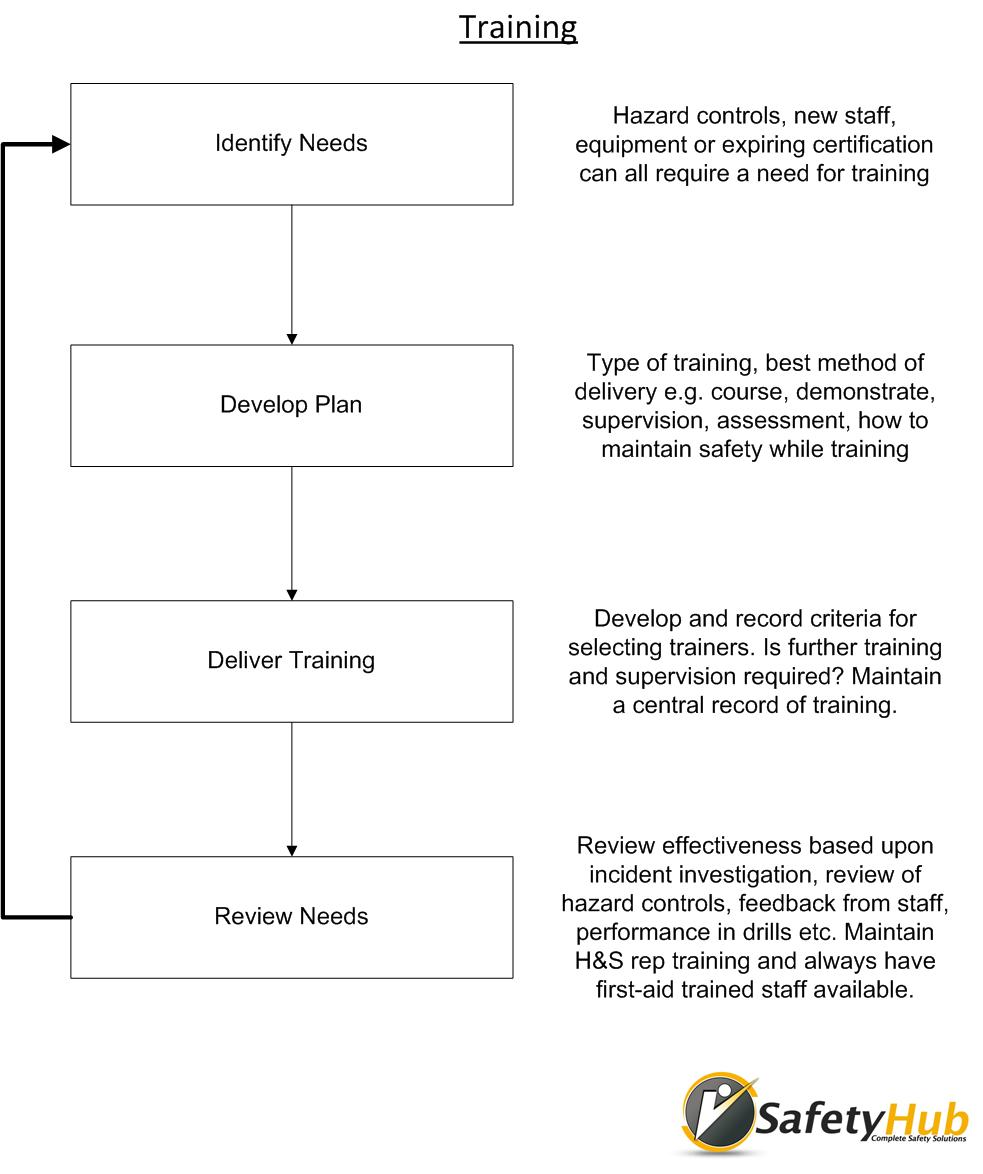 Training
Identify Needs
Hazard controls, new staff,
equipment or expiring certification
can all require a need for training
Develop Plan
Type of training, best method of
delivery e.g. course, demonstrate,
supervision, assessment, how to
maintain safety while training
Deliver Training
Develop and record criteria for
selecting trainers. Is further training
and supervision required? Maintain
a central record of training.
Review Needs
Review effectiveness based upon
incident investigation, review of
hazard controls, feedback from staff,
performance in drills etc. Maintain
H&S rep training and always have
first-aid trained staff available.
SafetyHub
Complete Safety Solutions